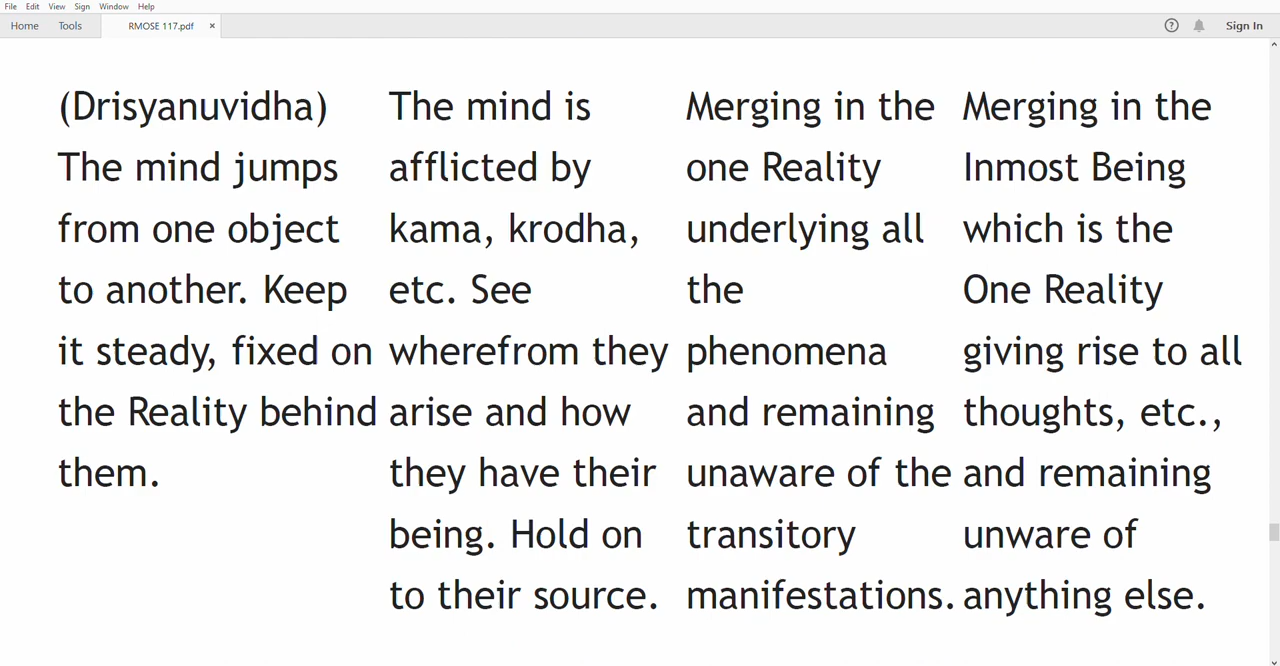 File Edit View Sign Window Help
Home Tools RMOSE 117.pdf × ? Sign In
(Drisyanuvidha)
The mind jumps
from one object
to another. Keep
it steady, fixed on
the Reality behind
them.
The mind is
afflicted by
kama, krodha,
etc. See
wherefrom they
arise and how
they have their
being. Hold on
to their source.
Merging in the
one Reality
underlying all
the
phenomena
and remaining
unaware of the
transitory
manifestations.
Merging in the
Inmost Being
which is the
One Reality
giving rise to all
thoughts, etc.,
and remaining
unware of
anything else.